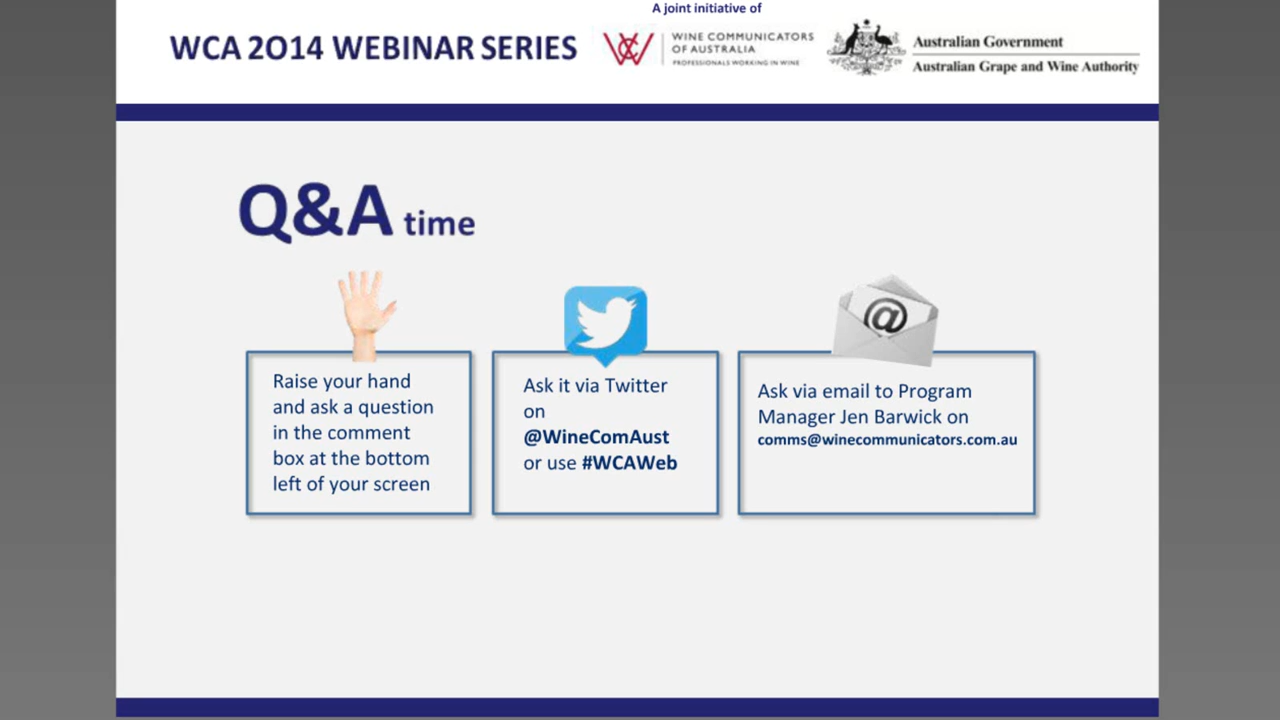 A joint initiative of
WCA 2014 WEBINAR SERIES
WINE COMMUNICATORS
OF AUSTRALIA
PROFESSIONALS WORKING IN WINE
Australian Government
Australian Grape and Wine Authority
Q&A time
Raise your hand
and ask a question
in the comment
box at the bottom
left of your screen
Ask it via Twitter
on
@WineComAust
or use #WCAWeb
@
Ask via email to Program
Manager Jen Barwick on
comms@winecommunicators.com.au